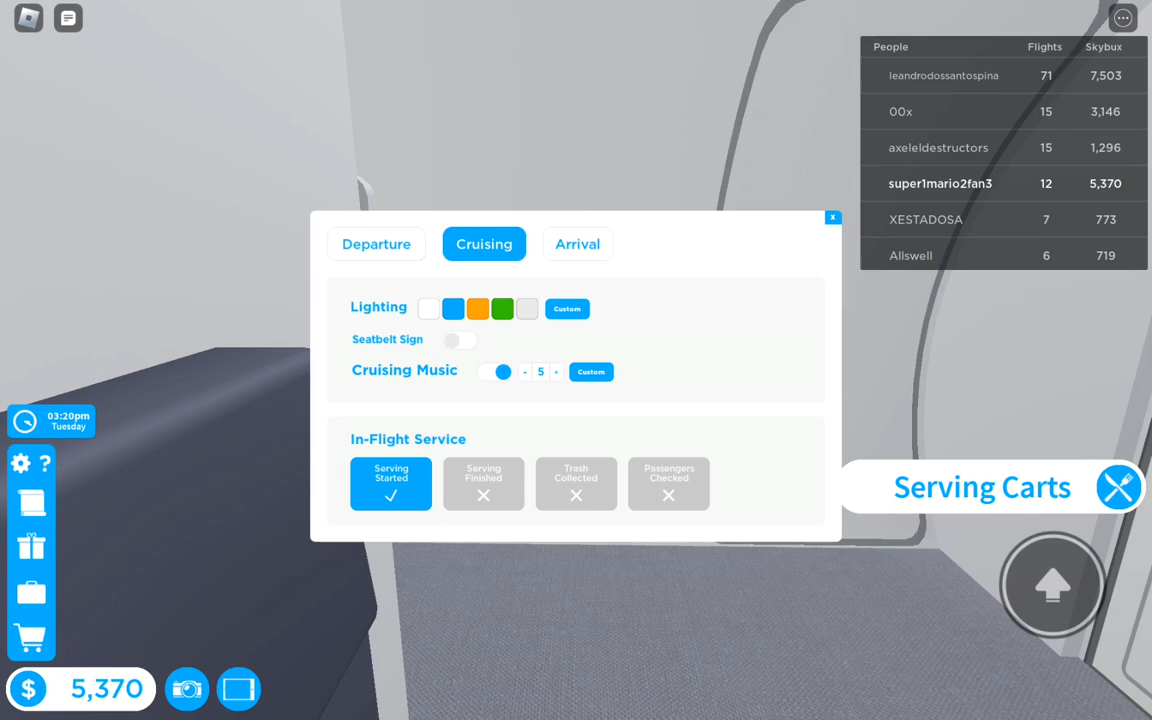 People Flights Skybux
leandrodossantospina 71 7,503
00x 15 3,146
axeleldestructors 15 1,296
super1mario2fan3 12 5,370
XESTADOSA 7 773
Allswell 6 719
x
Departure Cruising Arrival
Lighting Custom
Seatbelt Sign
Cruising Music - 5 + Custom
In-Flight Service
Serving Started
Serving Finished
Trash Collected
Passengers Checked
03:20pm
Tuesday
?
Serving Carts
$ 5,370